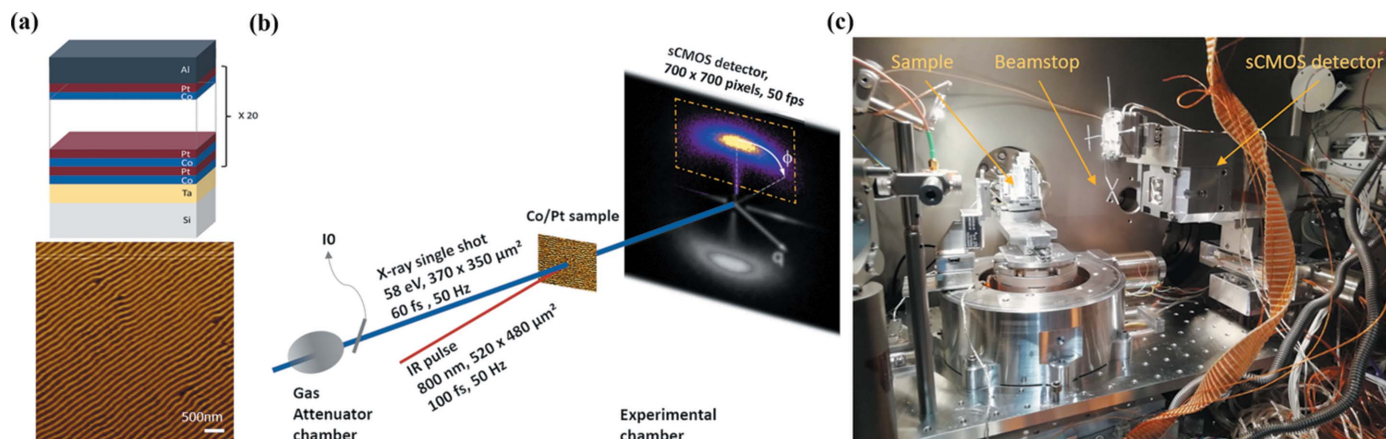 (a)
Al
Pt
Co
X 20
Pt
Co
Pt
Co
Ta
Si
500nm
(b)
sCMOS detector,
700 x 700 pixels, 50 fps
ϕ
q
Co/Pt sample
I0
X-ray single shot
58 eV, 370 x 350 µm²
60 fs , 50 Hz
IR pulse
800 nm, 520 x 480 µm²
100 fs, 50 Hz
Gas
Attenuator
chamber
Experimental
chamber
(c)
Sample
Beamstop
sCMOS detector